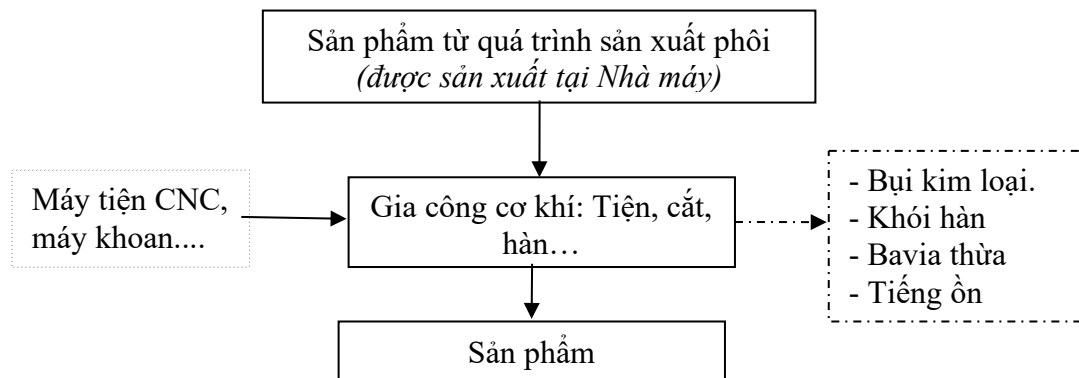 Sản phẩm từ quá trình sản xuất phôi
(được sản xuất tại Nhà máy)
Máy tiện CNC,
máy khoan....
Gia công cơ khí: Tiện, cắt,
hàn…
- Bụi kim loại.
- Khói hàn
- Bavia thừa
- Tiếng ồn
Sản phẩm